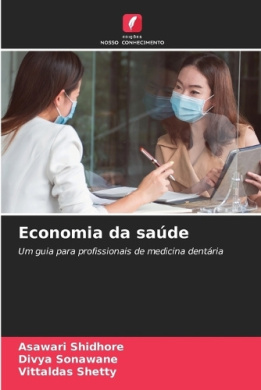 edições
NOSSO CONHECIMENTO
Economia da saúde
Um guia para profissionais de medicina dentária
Asawari Shidhore
Divya Sonawane
Vittaldas Shetty